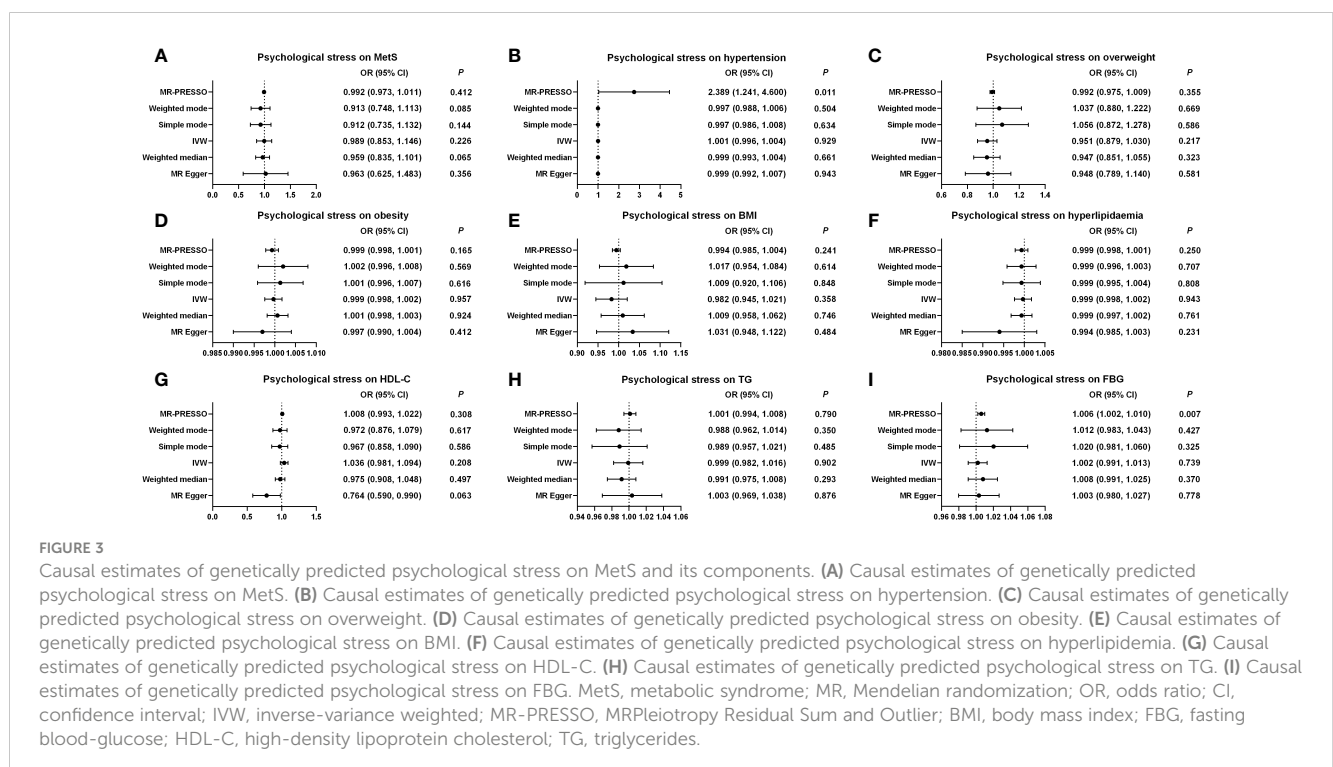 A
Psychological stress on MetS
OR (95% CI) P
MR-PRESSO 0.992 (0.973, 1.011) 0.412
Weighted mode 0.913 (0.748, 1.113) 0.085
Simple mode 0.912 (0.735, 1.132) 0.144
IVW 0.989 (0.853, 1.146) 0.226
Weighted median 0.959 (0.835, 1.101) 0.065
MR Egger 0.963 (0.625, 1.483) 0.356
0.0 0.5 1.0 1.5 2.0
B
Psychological stress on hypertension
OR (95% CI) P
MR-PRESSO 2.389 (1.241, 4.600) 0.011
Weighted mode 0.997 (0.988, 1.006) 0.504
Simple mode 0.997 (0.986, 1.008) 0.634
IVW 1.001 (0.996, 1.004) 0.929
Weighted median 0.999 (0.993, 1.004) 0.661
MR Egger 0.999 (0.992, 1.007) 0.943
0 1 2 3 4 5
C
Psychological stress on overweight
OR (95% CI) P
MR-PRESSO 0.992 (0.975, 1.009) 0.355
Weighted mode 1.037 (0.880, 1.222) 0.669
Simple mode 1.056 (0.872, 1.278) 0.586
IVW 0.951 (0.879, 1.030) 0.217
Weighted median 0.947 (0.851, 1.055) 0.323
MR Egger 0.948 (0.789, 1.140) 0.581
0.6 0.8 1.0 1.2 1.4
D
Psychological stress on obesity
OR (95% CI) P
MR-PRESSO 0.999 (0.998, 1.001) 0.165
Weighted mode 1.002 (0.996, 1.008) 0.569
Simple mode 1.001 (0.996, 1.007) 0.616
IVW 0.999 (0.998, 1.002) 0.957
Weighted median 1.001 (0.998, 1.003) 0.924
MR Egger 0.997 (0.990, 1.004) 0.412
0.985 0.990 0.995 1.000 1.005 1.010
E
Psychological stress on BMI
OR (95% CI) P
MR-PRESSO 0.994 (0.985, 1.004) 0.241
Weighted mode 1.017 (0.954, 1.084) 0.614
Simple mode 1.009 (0.920, 1.106) 0.848
IVW 0.982 (0.945, 1.021) 0.358
Weighted median 1.009 (0.958, 1.062) 0.746
MR Egger 1.031 (0.948, 1.122) 0.484
0.90 0.95 1.00 1.05 1.10 1.15
F
Psychological stress on hyperlipidaemia
OR (95% CI) P
MR-PRESSO 0.999 (0.998, 1.001) 0.250
Weighted mode 0.999 (0.996, 1.003) 0.707
Simple mode 0.999 (0.995, 1.004) 0.808
IVW 0.999 (0.998, 1.002) 0.943
Weighted median 0.999 (0.997, 1.002) 0.761
MR Egger 0.994 (0.985, 1.003) 0.231
0.980 0.985 0.990 0.995 1.000 1.005
G
Psychological stress on HDL-C
OR (95% CI) P
MR-PRESSO 1.008 (0.993, 1.022) 0.308
Weighted mode 0.972 (0.876, 1.079) 0.617
Simple mode 0.967 (0.858, 1.090) 0.586
IVW 1.036 (0.981, 1.094) 0.208
Weighted median 0.975 (0.908, 1.048) 0.497
MR Egger 0.764 (0.590, 0.990) 0.063
0.0 0.5 1.0 1.5
H
Psychological stress on TG
OR (95% CI) P
MR-PRESSO 1.001 (0.994, 1.008) 0.790
Weighted mode 0.988 (0.962, 1.014) 0.350
Simple mode 0.989 (0.957, 1.021) 0.485
IVW 0.999 (0.982, 1.016) 0.902
Weighted median 0.991 (0.975, 1.008) 0.293
MR Egger 1.003 (0.969, 1.038) 0.876
0.94 0.96 0.98 1.00 1.02 1.04 1.06
I
Psychological stress on FBG
OR (95% CI) P
MR-PRESSO 1.006 (1.002, 1.010) 0.007
Weighted mode 1.012 (0.983, 1.043) 0.427
Simple mode 1.020 (0.981, 1.060) 0.325
IVW 1.002 (0.991, 1.013) 0.739
Weighted median 1.008 (0.991, 1.025) 0.370
MR Egger 1.003 (0.980, 1.027) 0.778
0.96 0.98 1.00 1.02 1.04 1.06 1.08
FIGURE 3
Causal estimates of genetically predicted psychological stress on MetS and its components. (A) Causal estimates of genetically predicted
psychological stress on MetS. (B) Causal estimates of genetically predicted psychological stress on hypertension. (C) Causal estimates of genetically
predicted psychological stress on overweight. (D) Causal estimates of genetically predicted psychological stress on obesity. (E) Causal estimates of
genetically predicted psychological stress on BMI. (F) Causal estimates of genetically predicted psychological stress on hyperlipidemia. (G) Causal
estimates of genetically predicted psychological stress on HDL-C. (H) Causal estimates of genetically predicted psychological stress on TG. (I) Causal
estimates of genetically predicted psychological stress on FBG. MetS, metabolic syndrome; MR, Mendelian randomization; OR, odds ratio; CI,
confidence interval; IVW, inverse-variance weighted; MR-PRESSO, MRPleiotropy Residual Sum and Outlier; BMI, body mass index; FBG, fasting
blood-glucose; HDL-C, high-density lipoprotein cholesterol; TG, triglycerides.